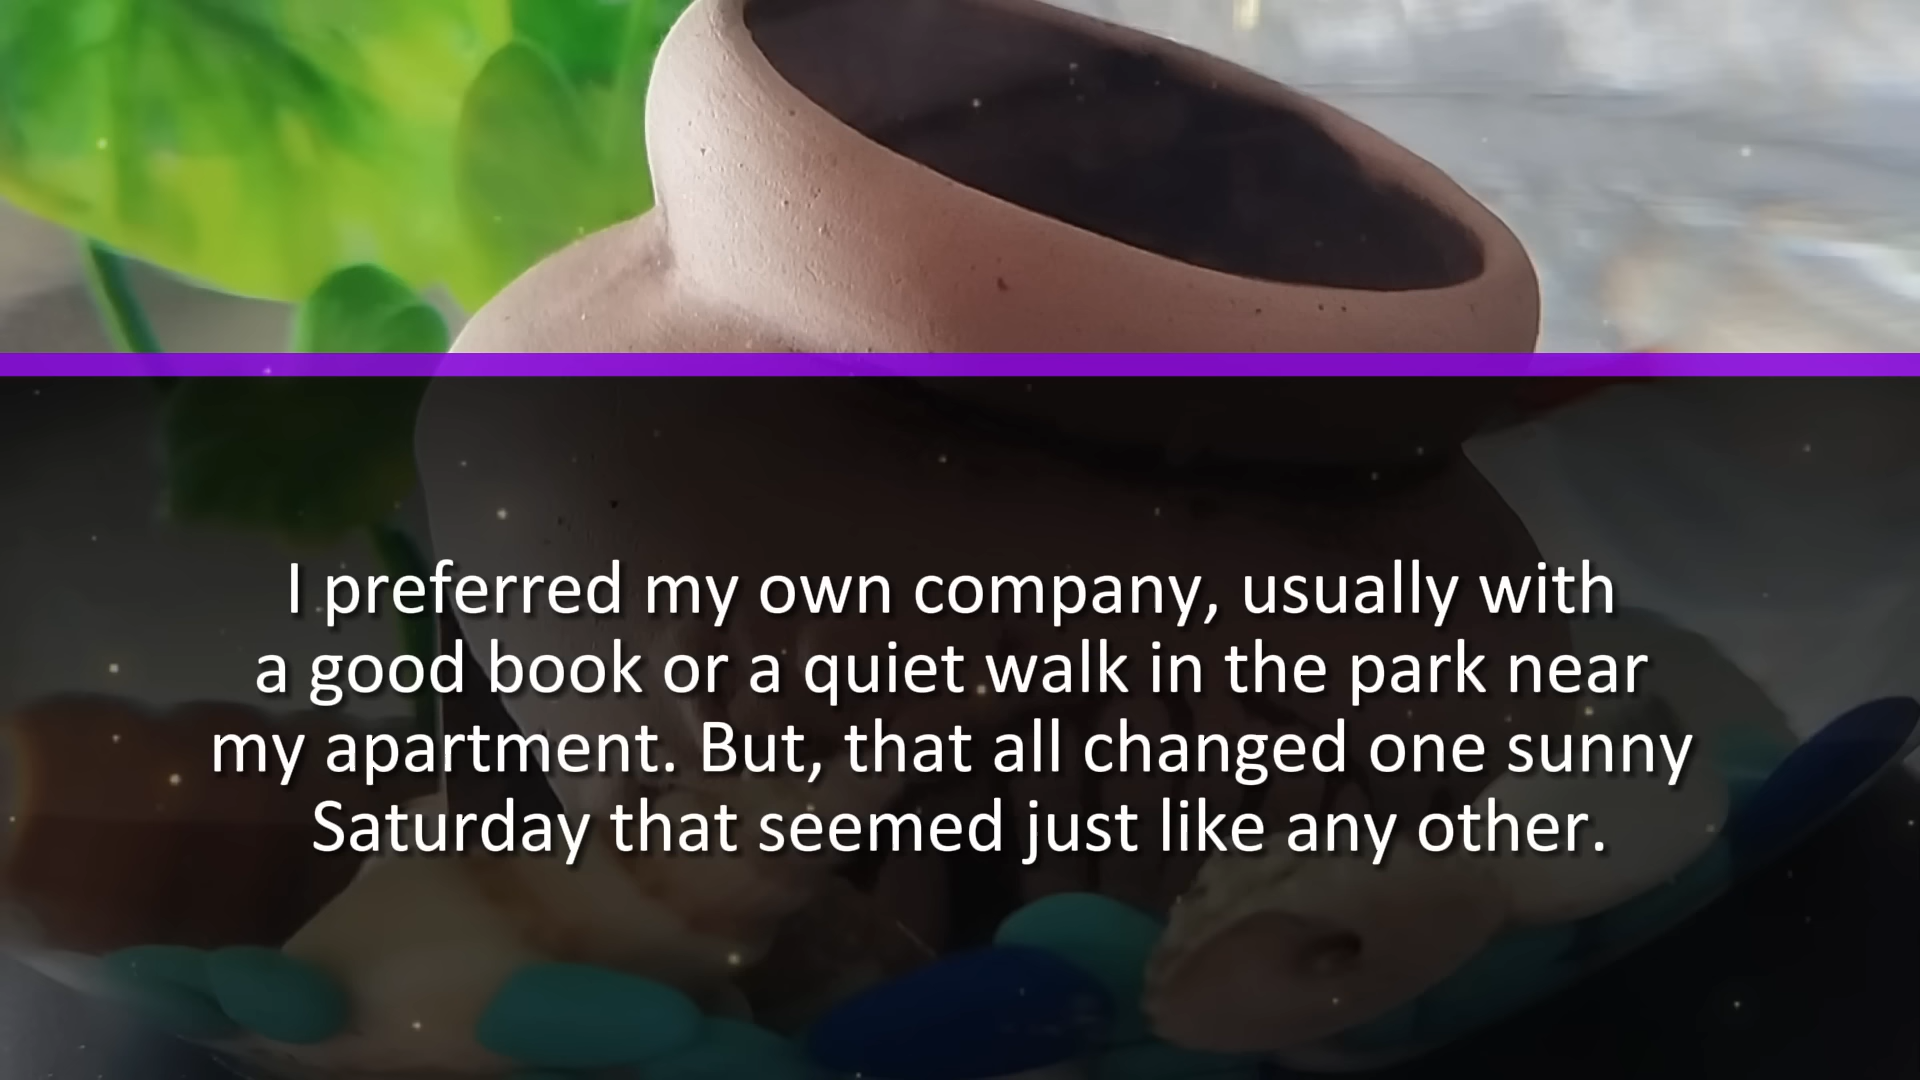 I preferred my own company, usually with
a good book or a quiet walk in the park near
my apartment. But, that all changed one sunny
Saturday that seemed just like any other.